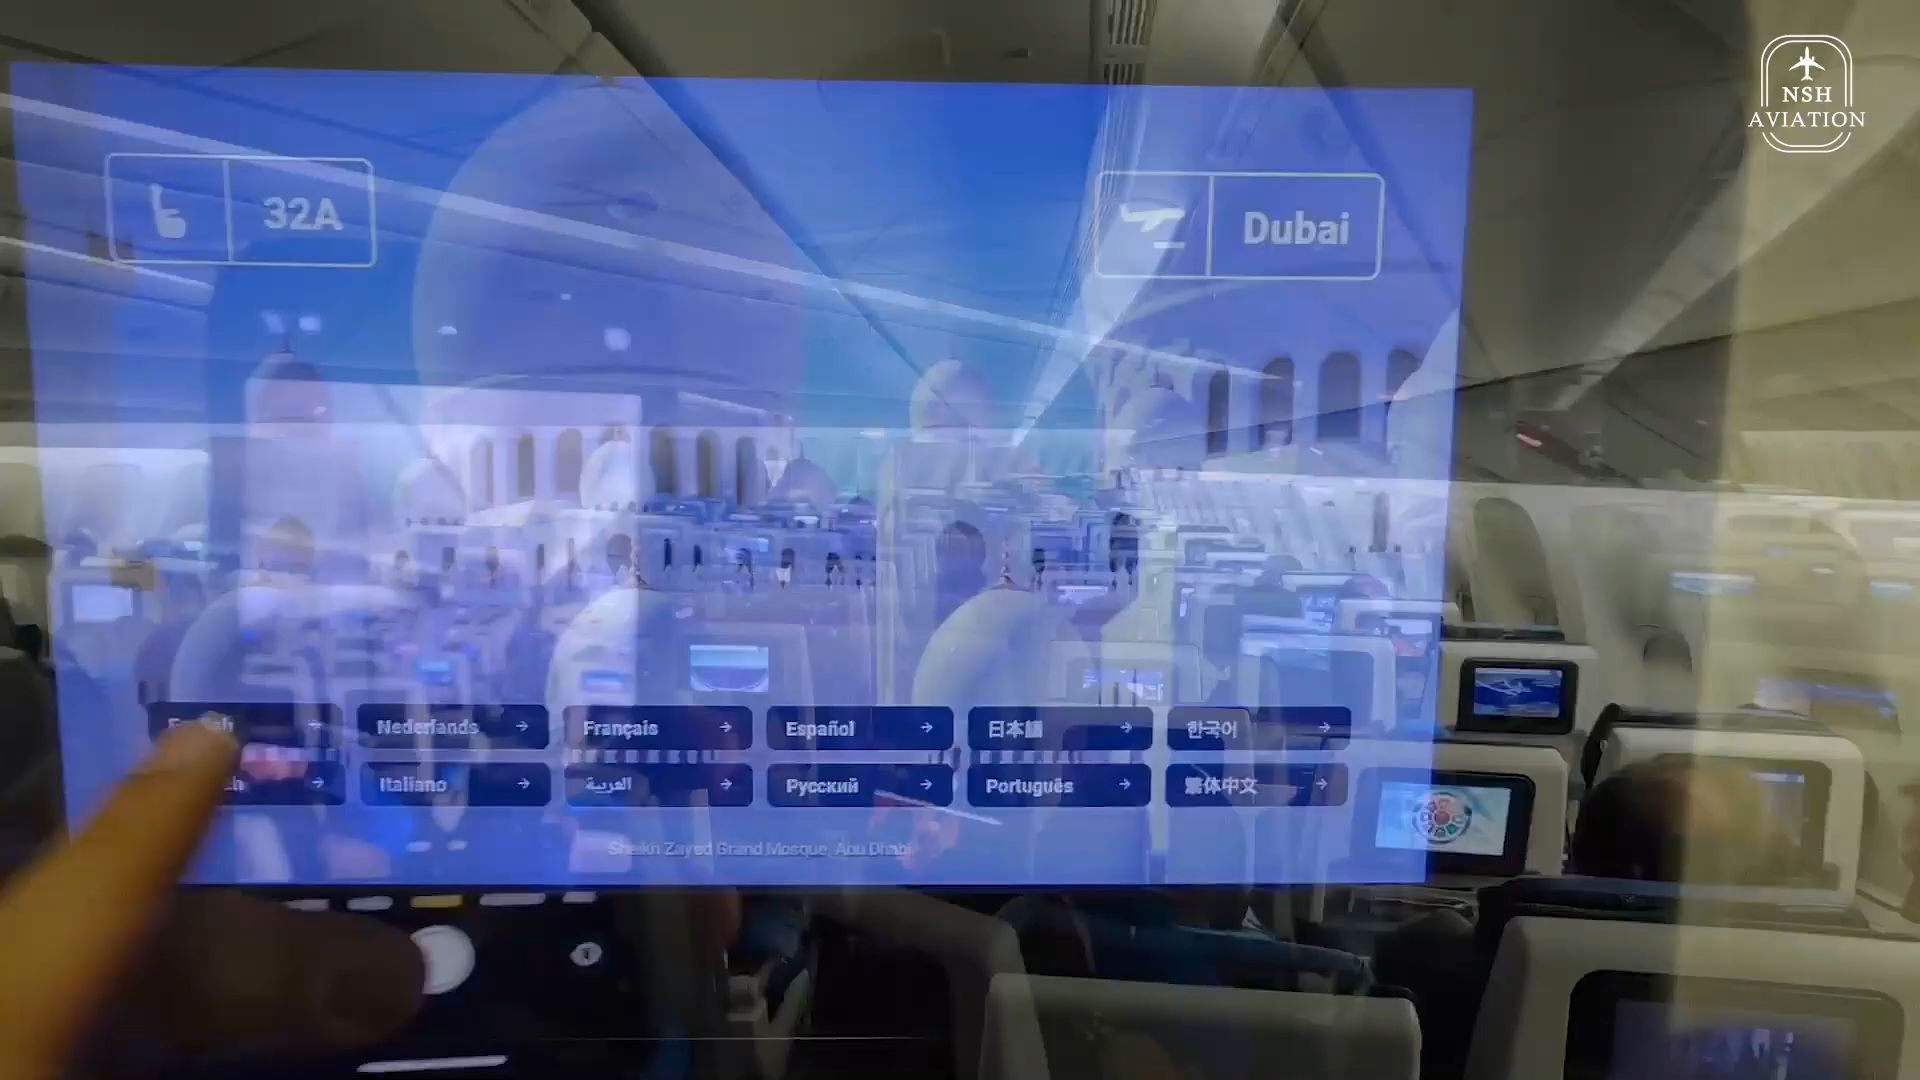 NSH
AVIATION
32A
Dubai
English
Nederlands
Français
Español
日本語
한국어
Italiano
العربية
Русский
Português
繁体中文
Sheikh Zayed Grand Mosque, Abu Dhabi